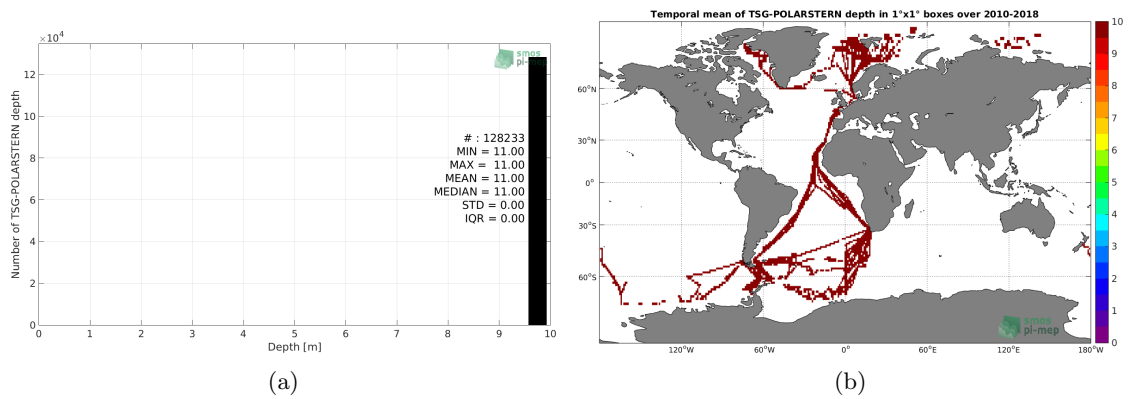 ×10⁴
smos
pi-mep
12
10
8
6
4
2
0
Number of TSG-POLARSTERN depth
# : 128233
MIN = 11.00
MAX = 11.00
MEAN = 11.00
MEDIAN = 11.00
STD = 0.00
IQR = 0.00
0 1 2 3 4 5 6 7 8 9 10
Depth [m]
(a)
Temporal mean of TSG-POLARSTERN depth in 1°x1° boxes over 2010-2018
60°N
30°N
0°
30°S
60°S
120°W 60°W 0° 60°E 120°E 180°W
smos
pi-mep
10
9
8
7
6
5
4
3
2
1
0
(b)